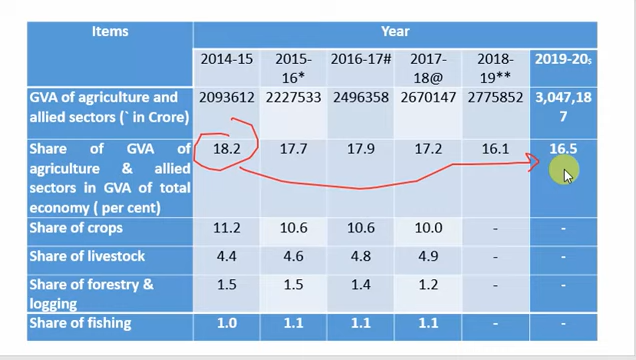 Items Year
2014-15 2015- 2016-17# 2017- 2018- 2019-20s
16* 18@ 19**
GVA of agriculture and 2093612 2227533 2496358 2670147 2775852 3,047,18
allied sectors (` in Crore) 7
Share of GVA of 18.2 17.7 17.9 17.2 16.1 16.5
agriculture & allied
sectors in GVA of total
economy ( per cent)
Share of crops 11.2 10.6 10.6 10.0 - -
Share of livestock 4.4 4.6 4.8 4.9 - -
Share of forestry & 1.5 1.5 1.4 1.2 - -
logging
Share of fishing 1.0 1.1 1.1 1.1 - -